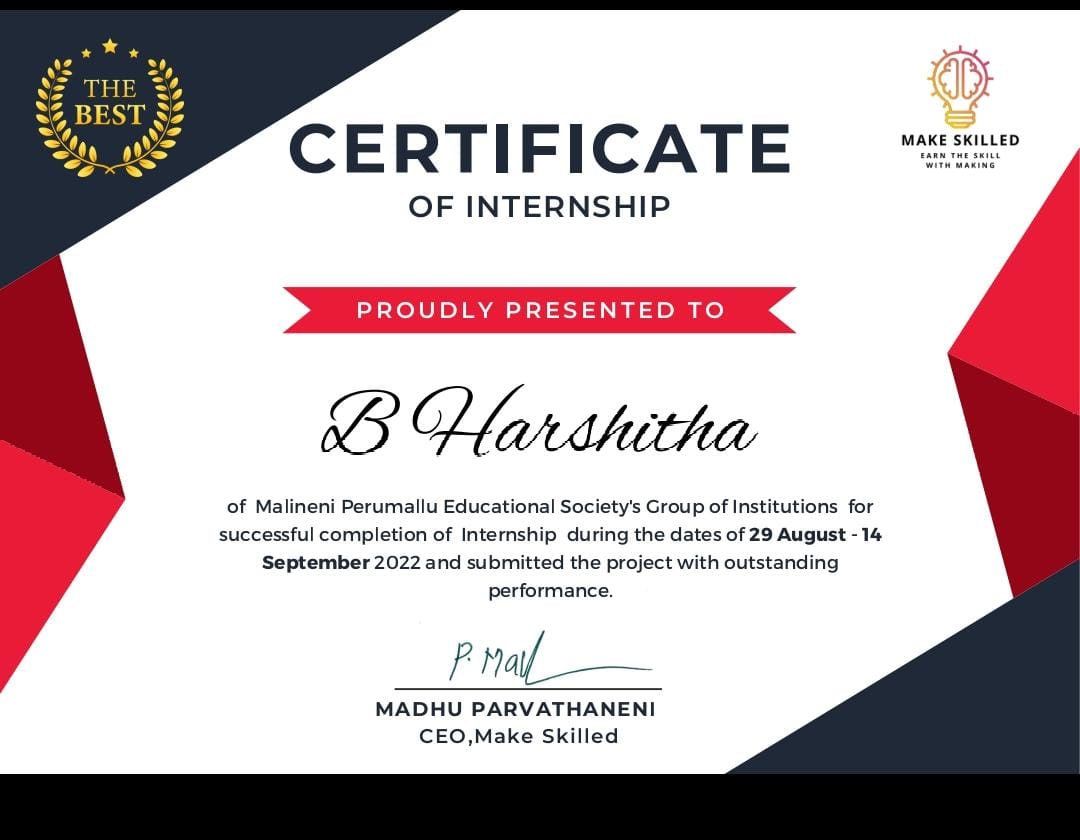 THE
BEST
MAKE SKILLED
EARN THE SKILL
WITH MAKING
CERTIFICATE
OF INTERNSHIP
PROUDLY PRESENTED TO
B Harshitha
of Malineni Perumallu Educational Society's Group of Institutions for
successful completion of Internship during the dates of 29 August - 14
September 2022 and submitted the project with outstanding
performance.
MADHU PARVATHANENI
CEO,Make Skilled